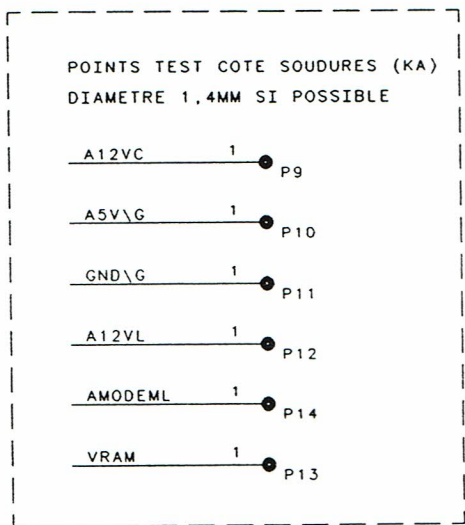 POINTS TEST COTE SOUDURES (KA)
DIAMETRE 1,4MM SI POSSIBLE
A12VC 1 P9
A5V\G 1 P10
GND\G 1 P11
A12VL 1 P12
AMODEML 1 P14
VRAM 1 P13